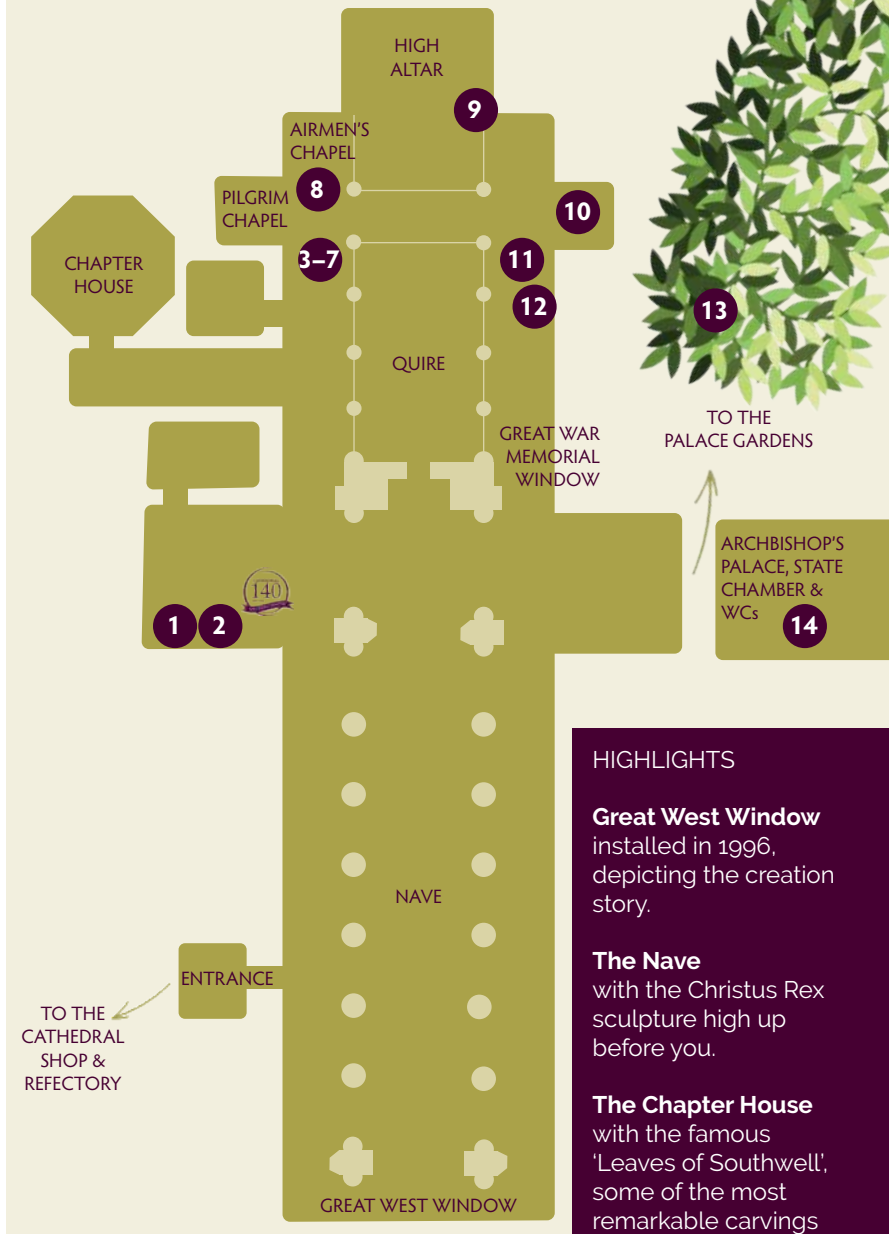 HIGH
ALTAR
9
AIRMEN'S
CHAPEL
8
PILGRIM
CHAPEL
10
3–7
11
CHAPTER
HOUSE
12
13
QUIRE
TO THE
PALACE GARDENS
GREAT WAR
MEMORIAL
WINDOW
ARCHBISHOP'S
PALACE, STATE
CHAMBER &
WCs
14
140
1
2
NAVE
ENTRANCE
TO THE
CATHEDRAL
SHOP &
REFECTORY
GREAT WEST WINDOW
HIGHLIGHTS
Great West Window
installed in 1996,
depicting the creation
story.
The Nave
with the Christus Rex
sculpture high up
before you.
The Chapter House
with the famous
‘Leaves of Southwell’,
some of the most
remarkable carvings